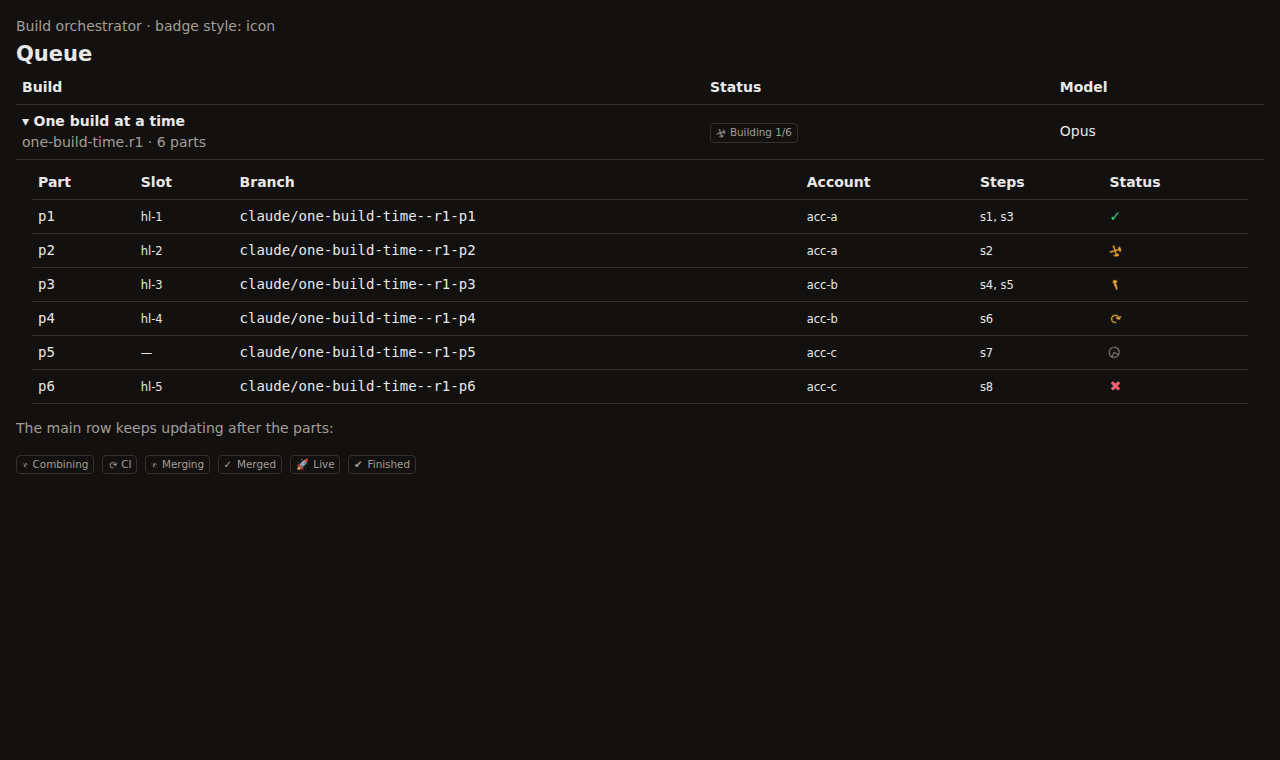 Build orchestrator · badge style: icon
Queue
Build Status Model
▾ One build at a time
one-build-time.r1 · 6 parts
Building 1/6
Opus
Part Slot Branch Account Steps Status
p1 hl-1 claude/one-build-time--r1-p1 acc-a s1, s3 ✓
p2 hl-2 claude/one-build-time--r1-p2 acc-a s2
p3 hl-3 claude/one-build-time--r1-p3 acc-b s4, s5
p4 hl-4 claude/one-build-time--r1-p4 acc-b s6
p5 — claude/one-build-time--r1-p5 acc-c s7
p6 hl-5 claude/one-build-time--r1-p6 acc-c s8 ✖
The main row keeps updating after the parts:
Combining CI Merging ✓ Merged 🚀 Live ✔ Finished